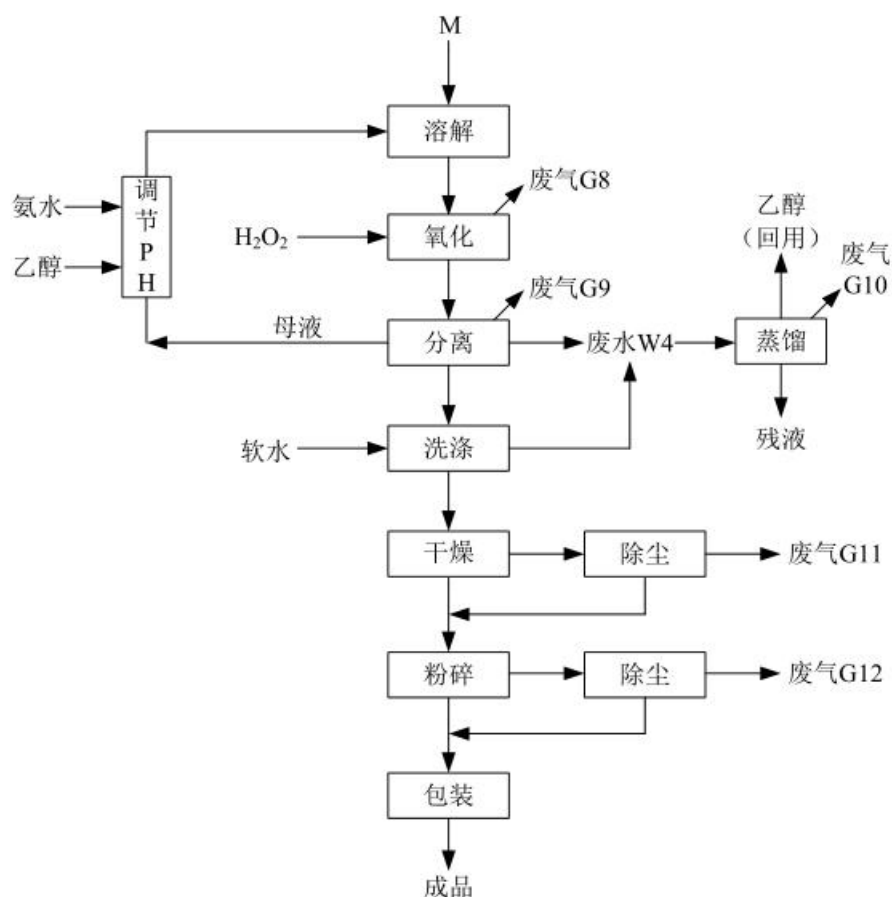 M
溶解
废气G8
调
节
P
H
氨水
乙醇
H₂O₂
氧化
乙醇
(回用)
废气
G10
废气G9
母液
分离
废水W4
蒸馏
软水
洗涤
残液
干燥
除尘
废气G11
粉碎
除尘
废气G12
包装
成品